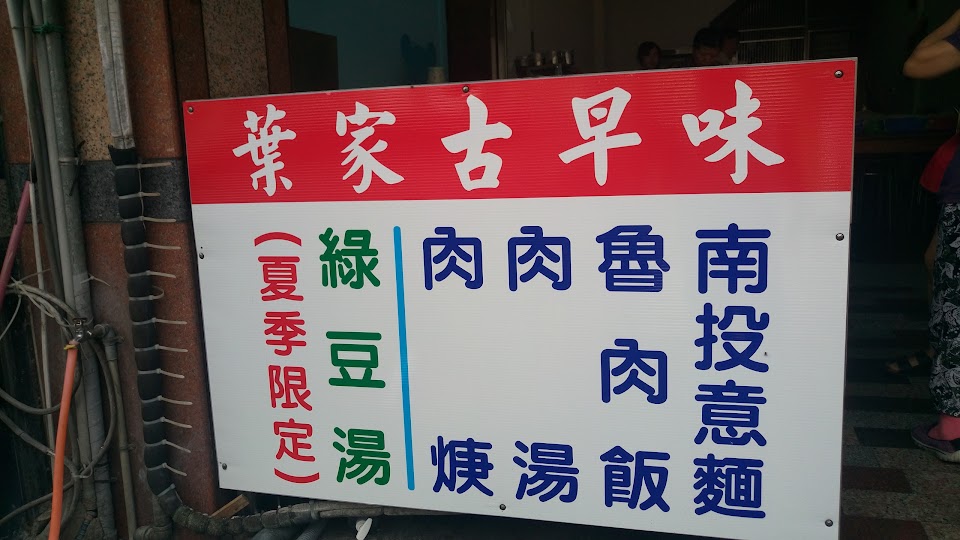 葉家古早味
南投意麵
魯肉飯
肉湯
肉焿
綠豆湯
(夏季限定)